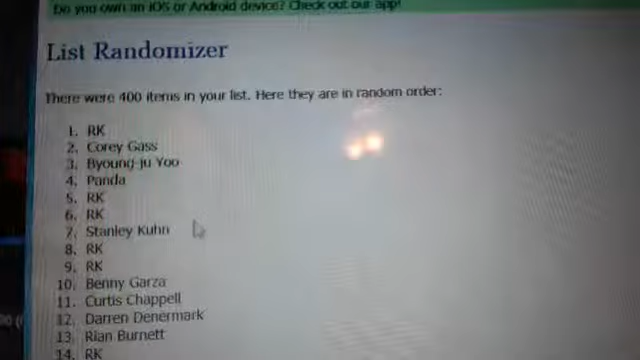 Do you own an iOS or Android device? Check out our app!
List Randomizer
There were 400 items in your list. Here they are in random order:
1. RK
2. Corey Gass
3. Byoung-ju Yoo
4. Panda
5. RK
6. RK
7. Stanley Kuhn
8. RK
9. RK
10. Benny Garza
11. Curtis Chappell
12. Darren Denermark
13. Rian Burnett
14. RK